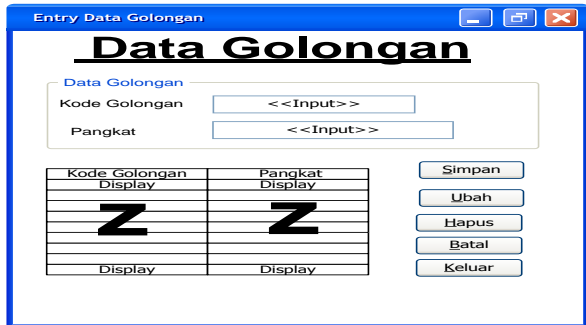 Entry Data Golongan
Data Golongan
Data Golongan
Kode Golongan <<Input>>
Pangkat <<Input>>
Kode Golongan Pangkat
Display Display
Z Z
Display Display
Simpan
Ubah
Hapus
Batal
Keluar